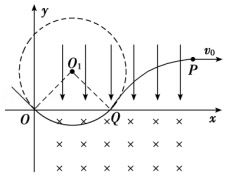 y
v₀
O₁
P
O
Q
x
× × × × × ×
× × × × × ×
× × × × × ×